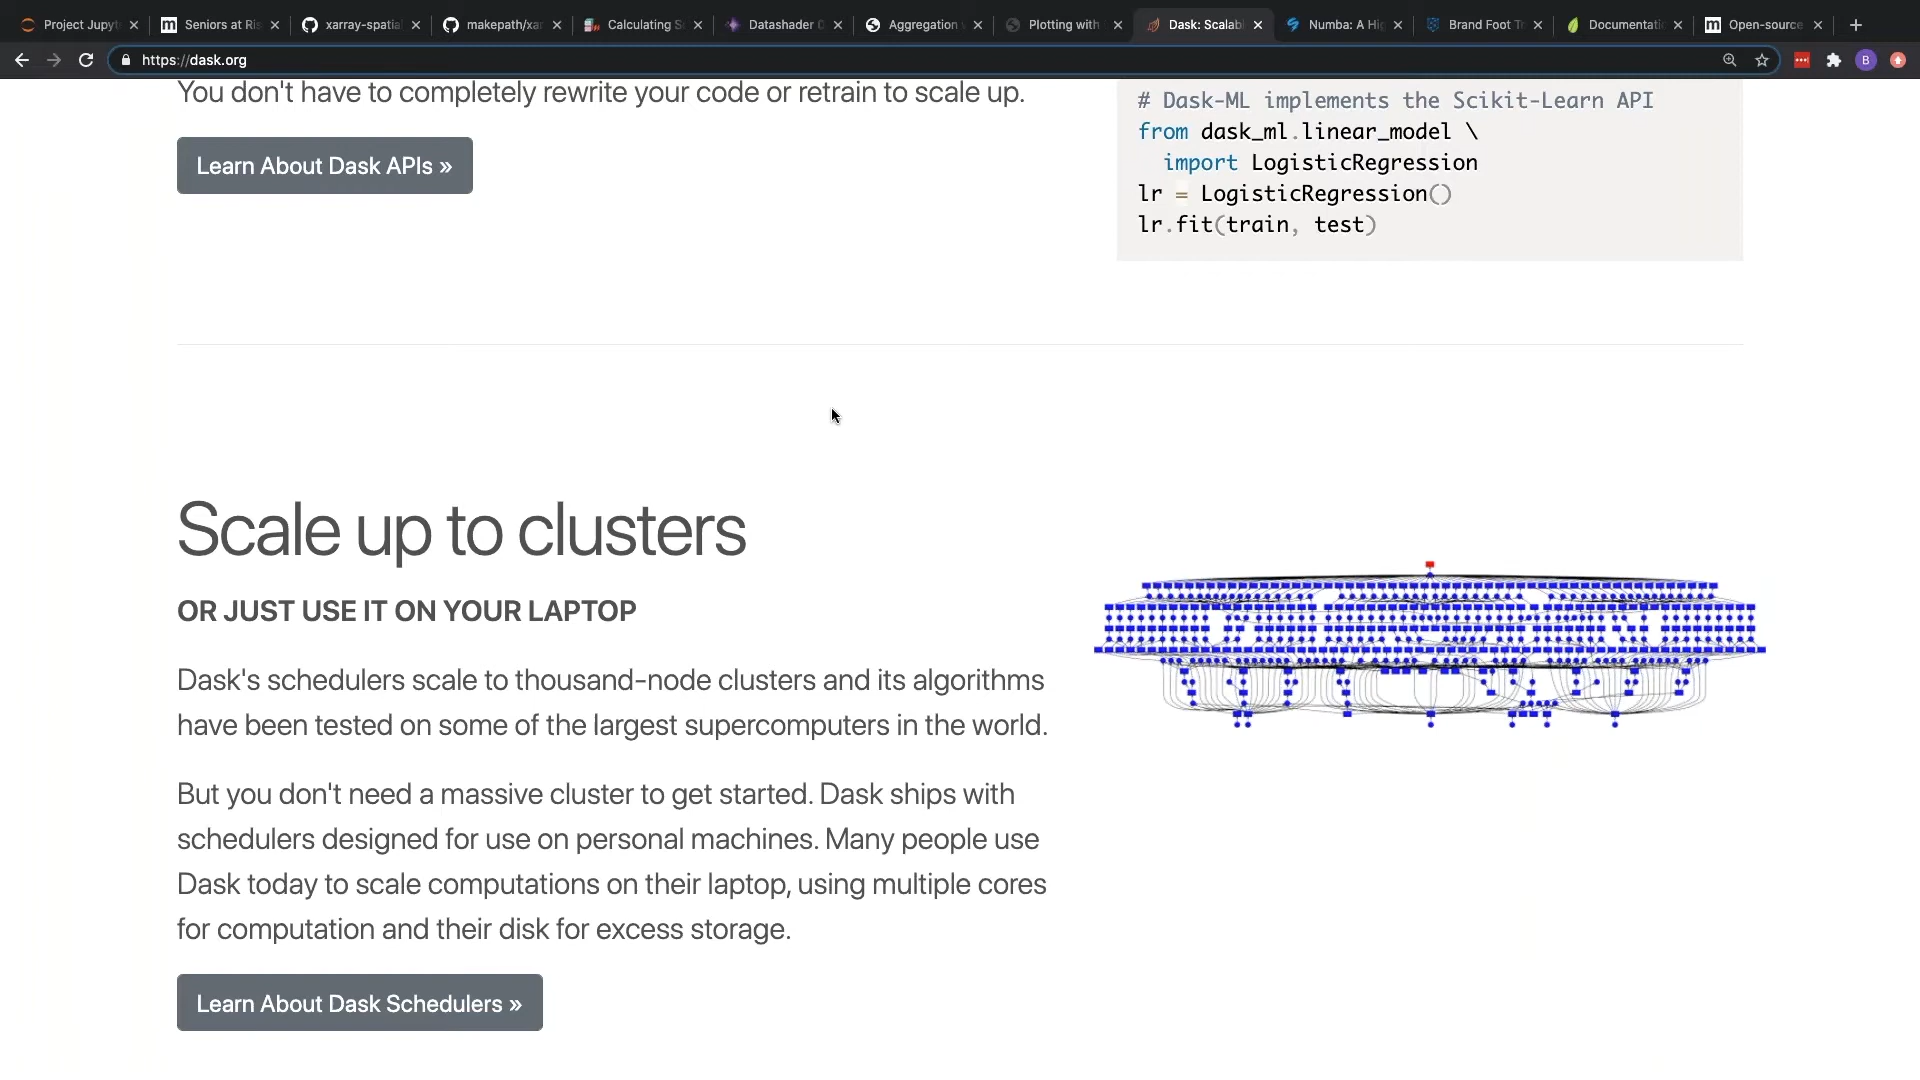 Project Jupyt
Seniors at Ris
xarray-spatial
makepath/xar
Calculating S
Datashader
Aggregation
Plotting with
Dask: Scalabl
Numba: A Hig
Brand Foot Tr
Documentati
Open-source
https://dask.org
B
You don't have to completely rewrite your code or retrain to scale up.
Learn About Dask APIs »
# Dask-ML implements the Scikit-Learn API
from dask_ml.linear_model \
import LogisticRegression
lr = LogisticRegression()
lr.fit(train, test)
Scale up to clusters
OR JUST USE IT ON YOUR LAPTOP
Dask's schedulers scale to thousand-node clusters and its algorithms
have been tested on some of the largest supercomputers in the world.
But you don't need a massive cluster to get started. Dask ships with
schedulers designed for use on personal machines. Many people use
Dask today to scale computations on their laptop, using multiple cores
for computation and their disk for excess storage.
Learn About Dask Schedulers »